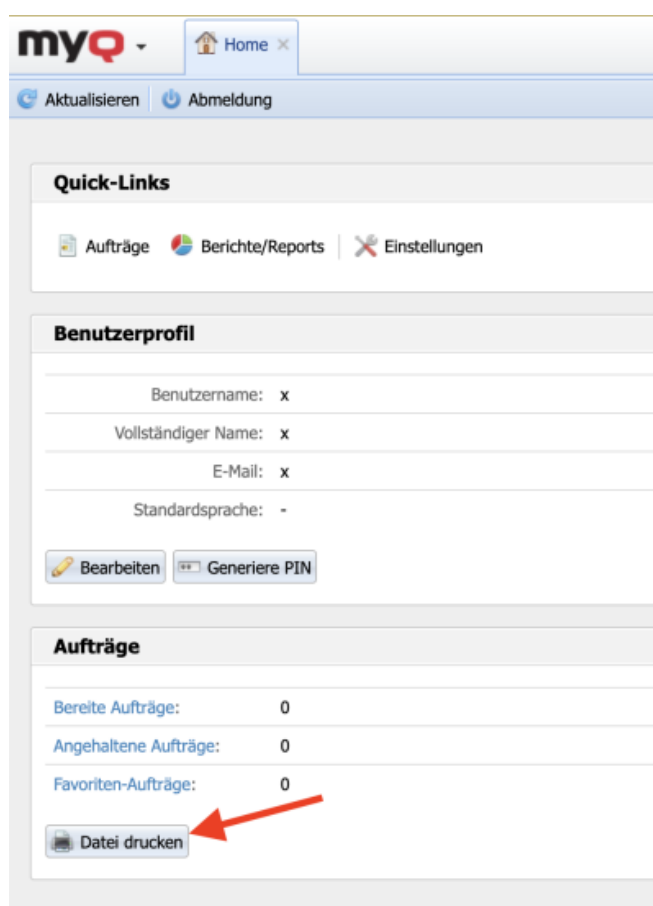 myQ
Home
Aktualisieren Abmeldung
Quick-Links
Aufträge Berichte/Reports Einstellungen
Benutzerprofil
Benutzername: x
Vollständiger Name: x
E-Mail: x
Standardsprache: -
Bearbeiten Generiere PIN
Aufträge
Bereite Aufträge: 0
Angehaltene Aufträge: 0
Favoriten-Aufträge: 0
Datei drucken